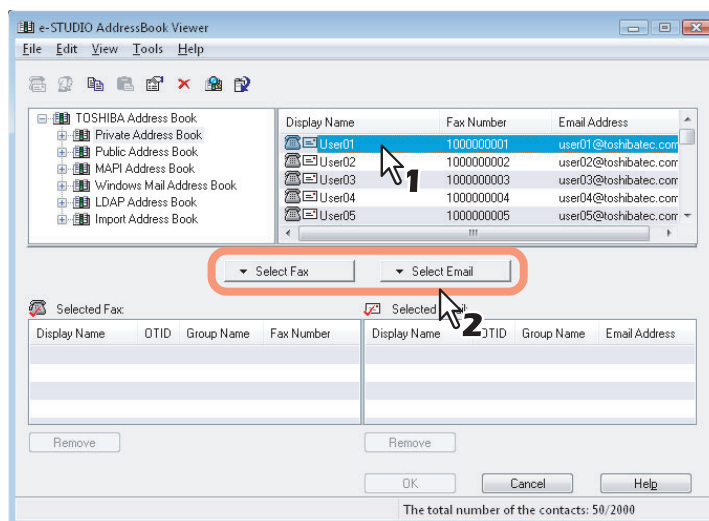 e-STUDIO AddressBook Viewer
File Edit View Tools Help
TOSHIBA Address Book
Private Address Book
Public Address Book
MAPI Address Book
Windows Mail Address Book
LDAP Address Book
Import Address Book
Display Name Fax Number Email Address
User01 1000000001 user01@toshibatec.com
User02 1000000002 user02@toshibatec.com
User03 1000000003 user03@toshibatec.com
User04 1000000004 user04@toshibatec.com
User05 1000000005 user05@toshibatec.com
1
Select Fax Select Email
2
Selected Fax:
Display Name OTID Group Name Fax Number
Remove
Selected
Display Name OTID Group Name Email Address
Remove
OK Cancel Help
The total number of the contacts: 50/2000